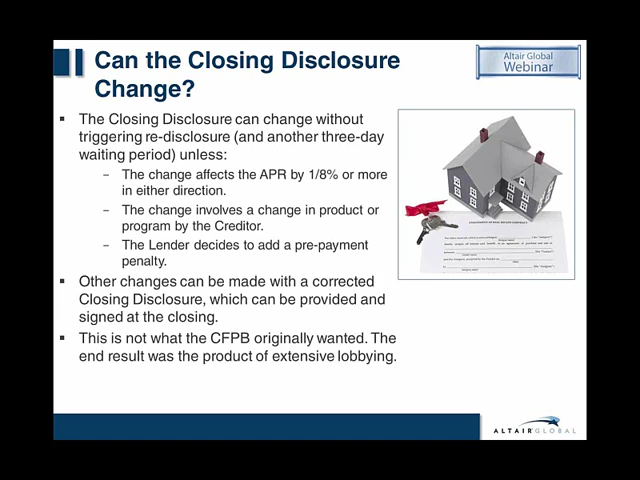 Can the Closing Disclosure
Change?
Altair Global
Webinar
▪ The Closing Disclosure can change without
triggering re-disclosure (and another three-day
waiting period) unless:
– The change affects the APR by 1/8% or more
in either direction.
– The change involves a change in product or
program by the Creditor.
– The Lender decides to add a pre-payment
penalty.
▪ Other changes can be made with a corrected
Closing Disclosure, which can be provided and
signed at the closing.
▪ This is not what the CFPB originally wanted. The
end result was the product of extensive lobbying.
ALTAIR GLOBAL